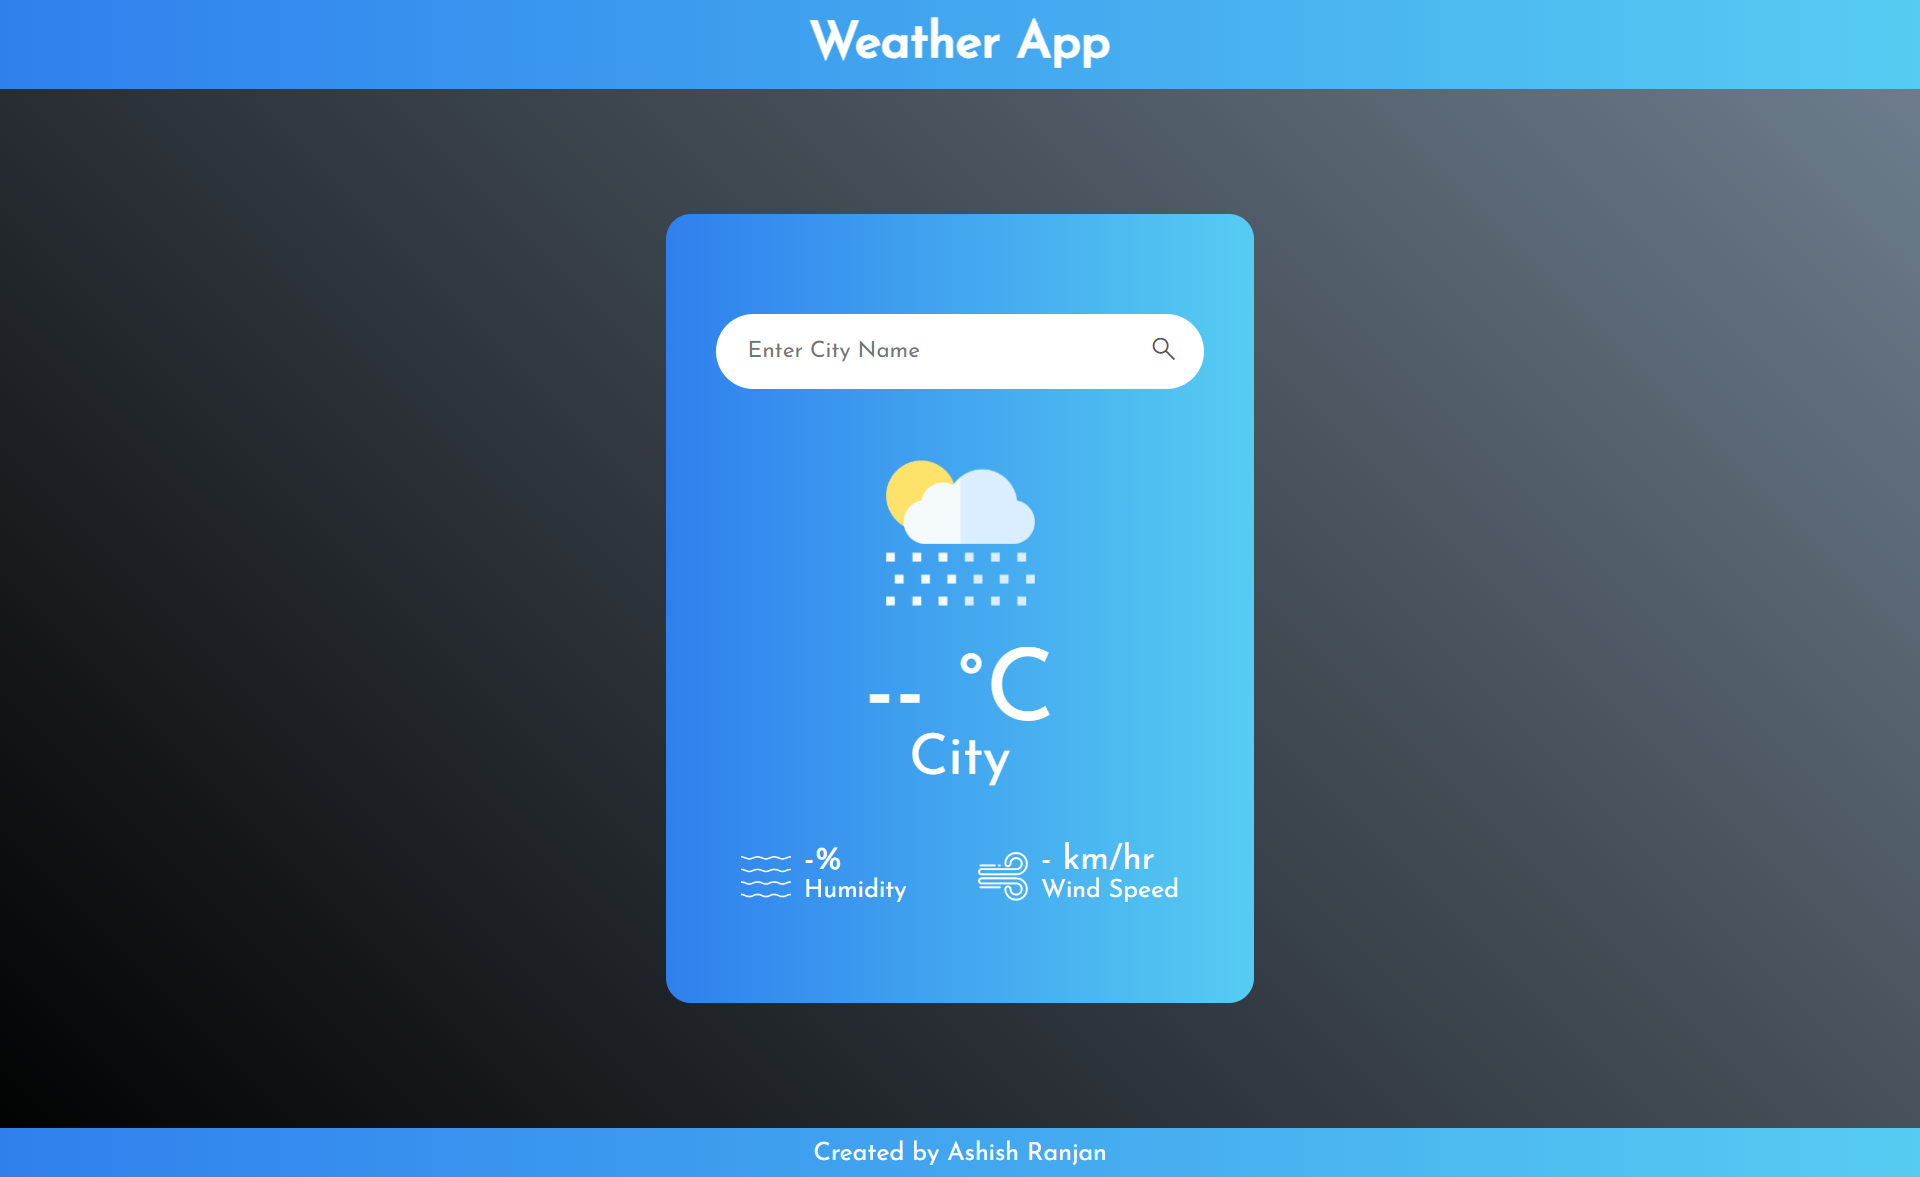 Weather App
Enter City Name
-- °C
City
-%
Humidity
- km/hr
Wind Speed
Created by Ashish Ranjan